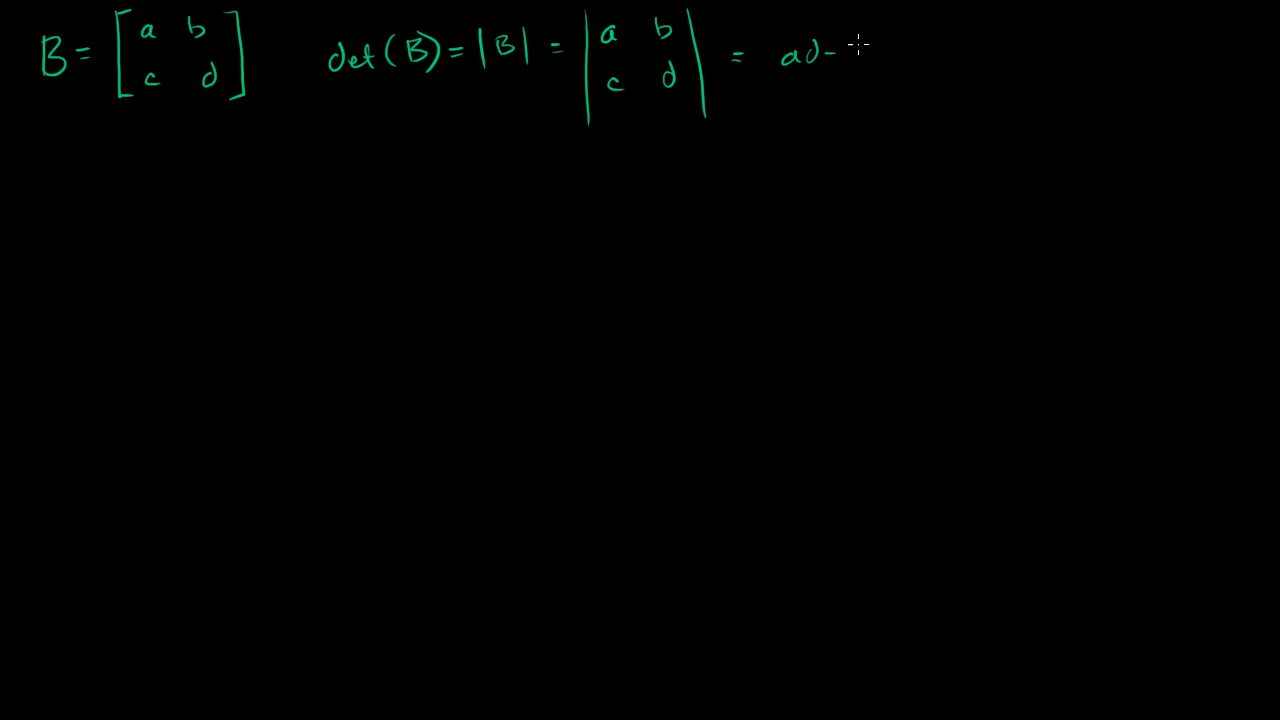 B = [ a b ; c d ] det(B) = |B| = | a b ; c d | = ad-